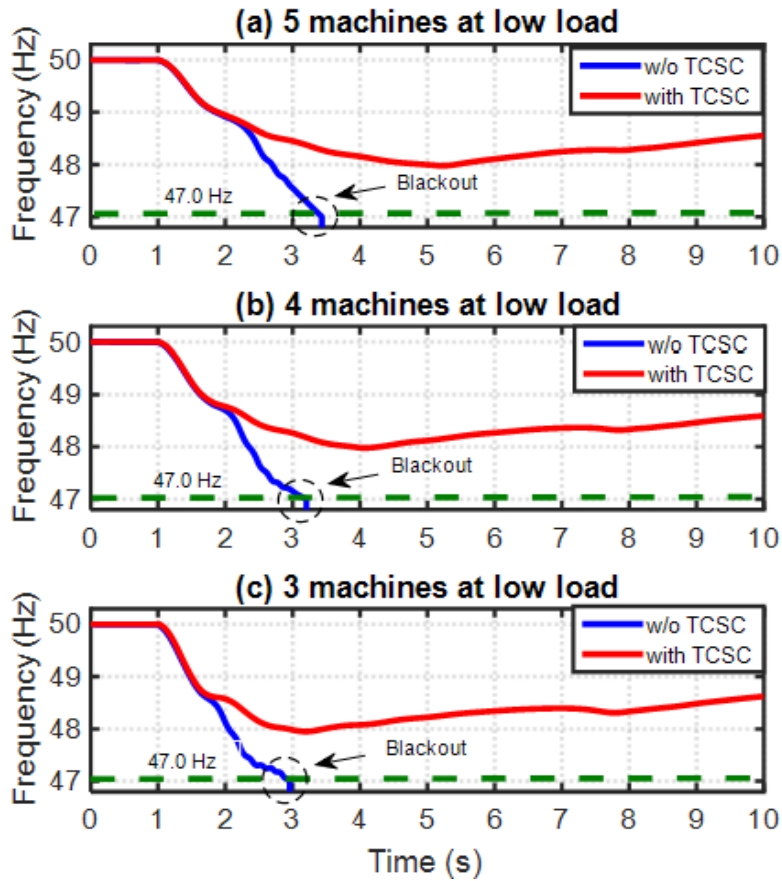 (a) 5 machines at low load
Frequency (Hz)
50
49
48
47
w/o TCSC
with TCSC
47.0 Hz
Blackout
0 1 2 3 4 5 6 7 8 9 10
(b) 4 machines at low load
Frequency (Hz)
50
49
48
47
w/o TCSC
with TCSC
47.0 Hz
Blackout
0 1 2 3 4 5 6 7 8 9 10
(c) 3 machines at low load
Frequency (Hz)
50
49
48
47
w/o TCSC
with TCSC
47.0 Hz
Blackout
0 1 2 3 4 5 6 7 8 9 10
Time (s)